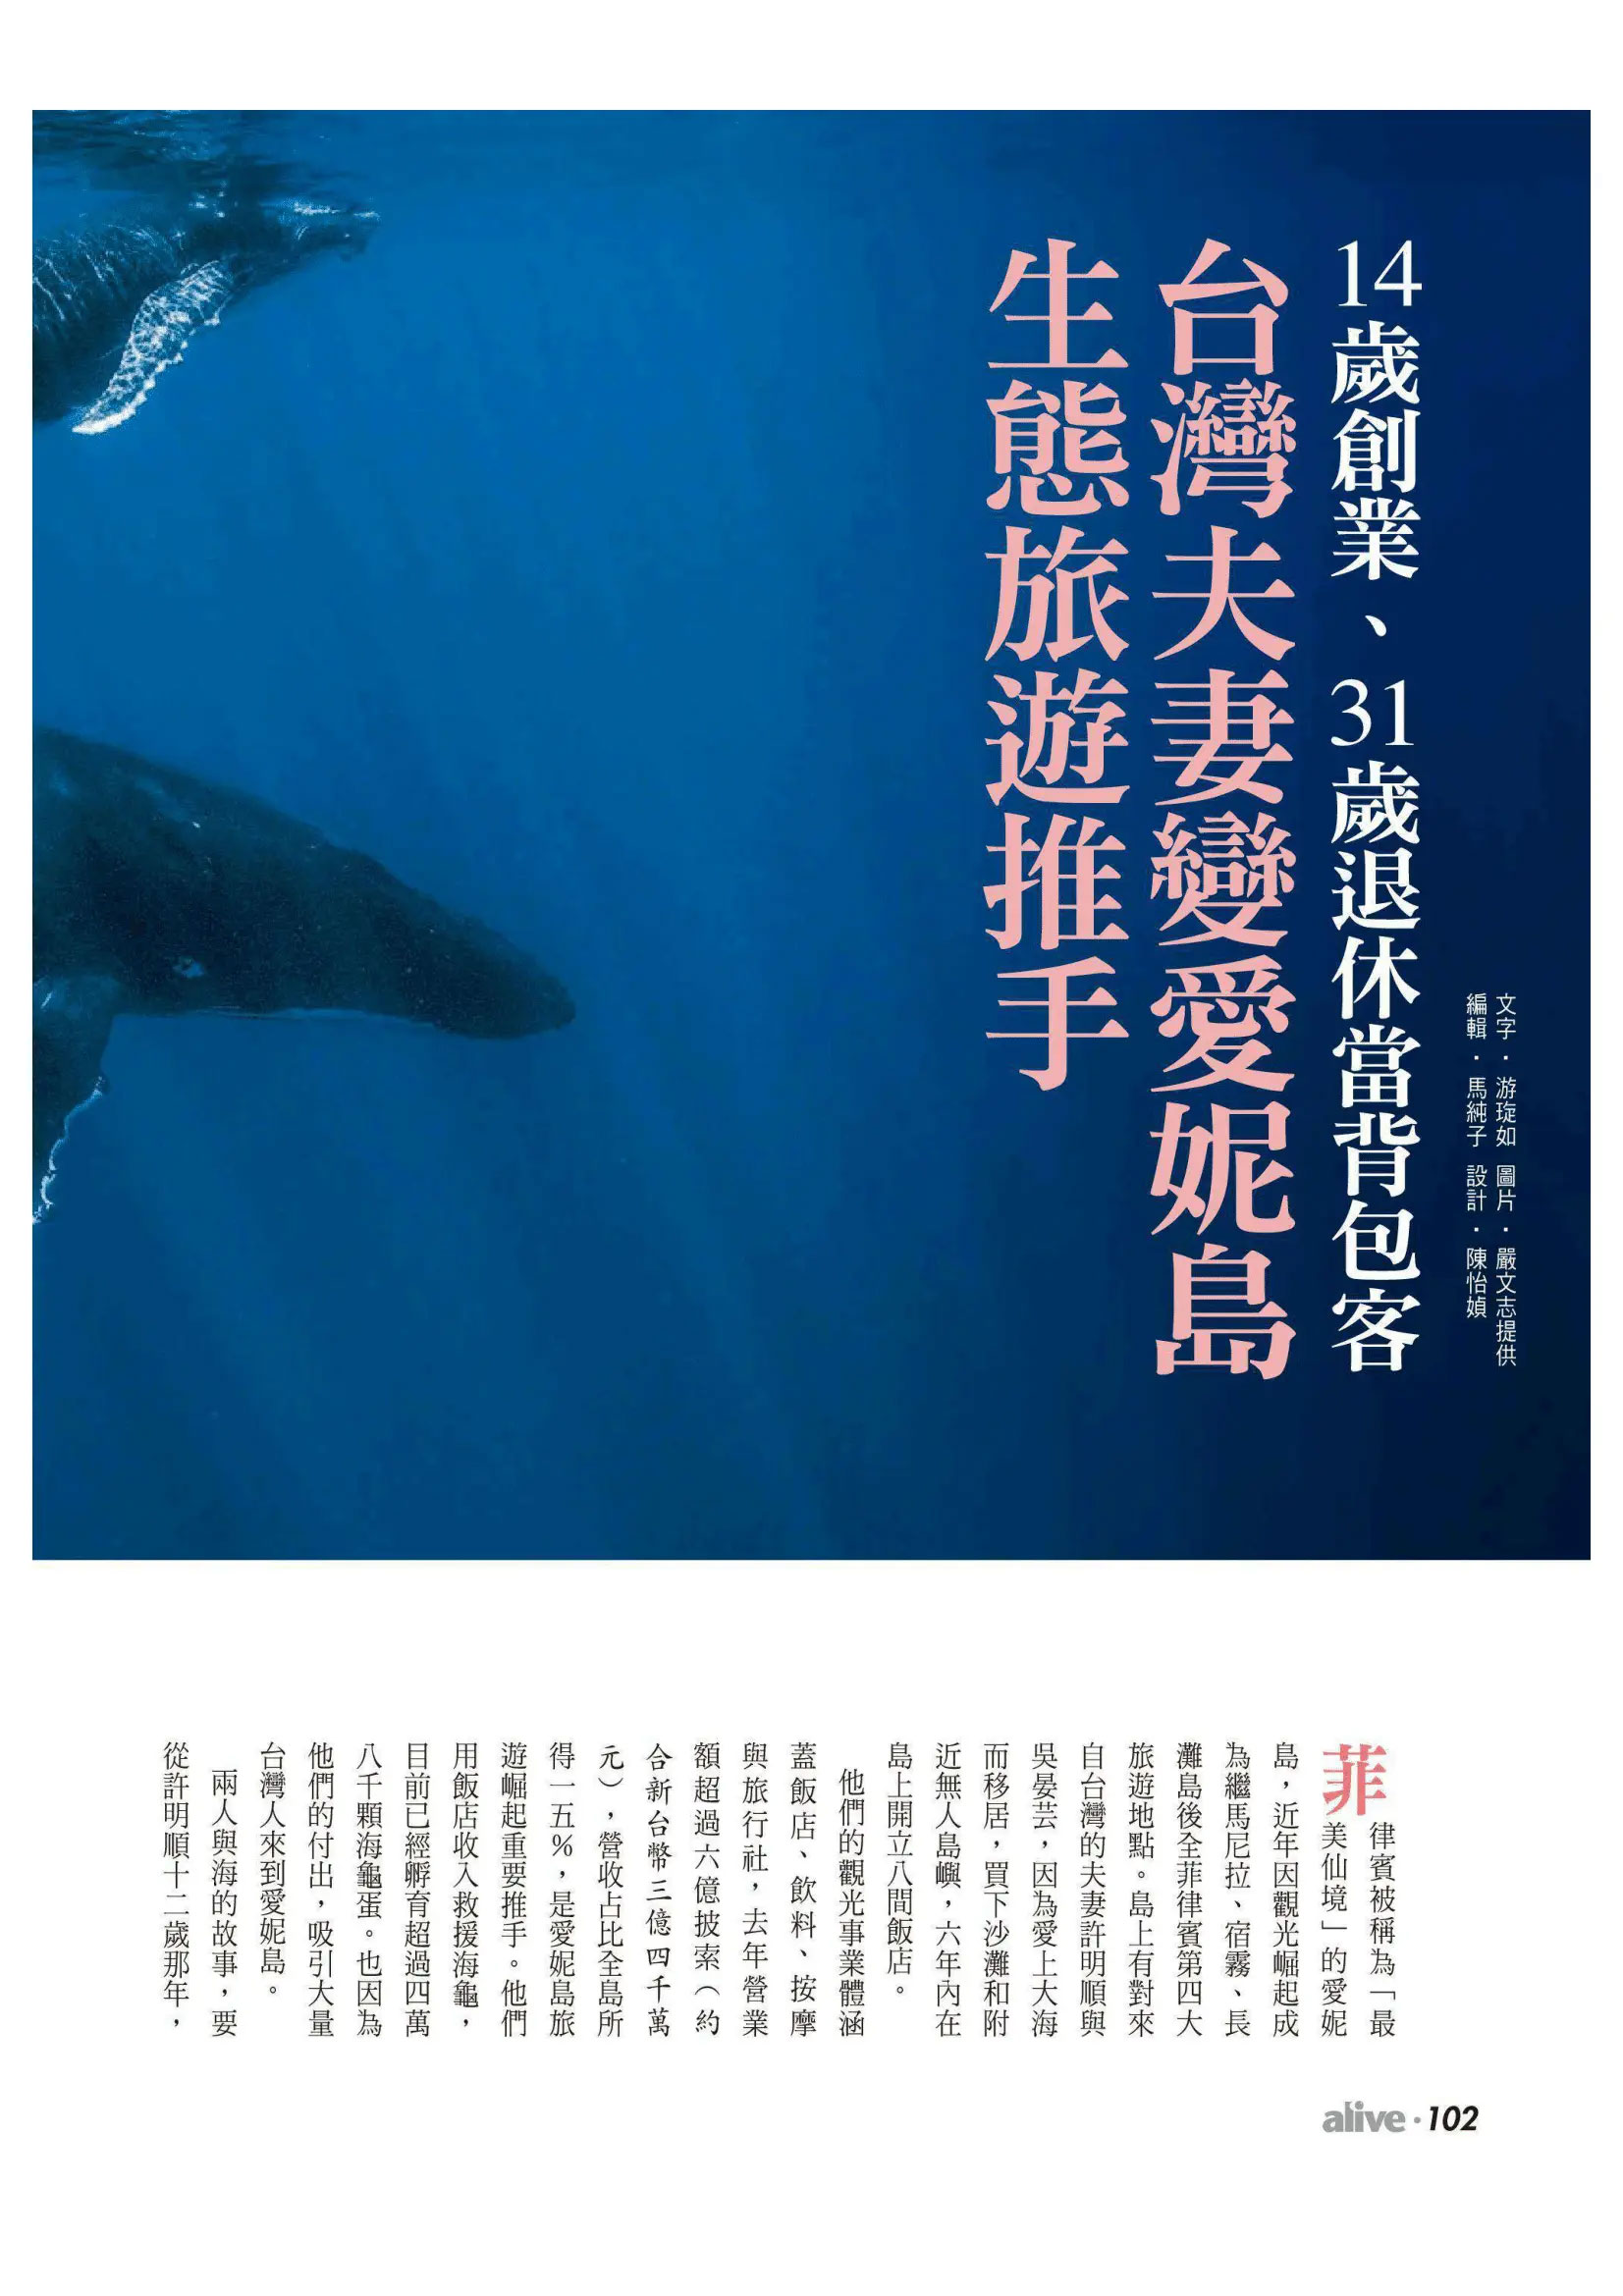 14歲創業、31歲退休當背包客
台灣夫妻變愛妮島
生態旅遊推手
文字．游琁如 圖片．嚴文志提供
編輯．馬純子 設計．陳怡媜
菲律賓被稱為「最
美仙境」的愛妮
島，近年因觀光崛起成
為繼馬尼拉、宿霧、長
灘島後全菲律賓第四大
旅遊地點。島上有對來
自台灣的夫妻許明順與
吳晏芸，因為愛上大海
而移居，買下沙灘和附
近無人島嶼，六年內在
島上開立八間飯店。
他們的觀光事業體涵
蓋飯店、飲料、按摩
與旅行社，去年營業
額超過六億披索（約
合新台幣三億四千萬
元），營收占比全島所
得一五%，是愛妮島旅
遊崛起重要推手。他們
用飯店收入救援海龜，
目前已經孵育超過四萬
八千顆海龜蛋。也因為
他們的付出，吸引大量
台灣人來到愛妮島。
兩人與海的故事，要
從許明順十二歲那年，
alive·102